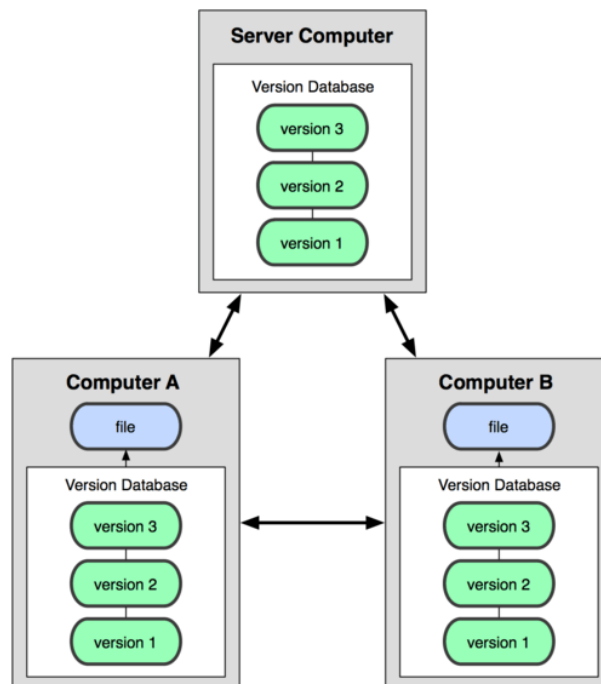 Server Computer
Version Database
version 3
version 2
version 1
Computer A
file
Version Database
version 3
version 2
version 1
Computer B
file
Version Database
version 3
version 2
version 1